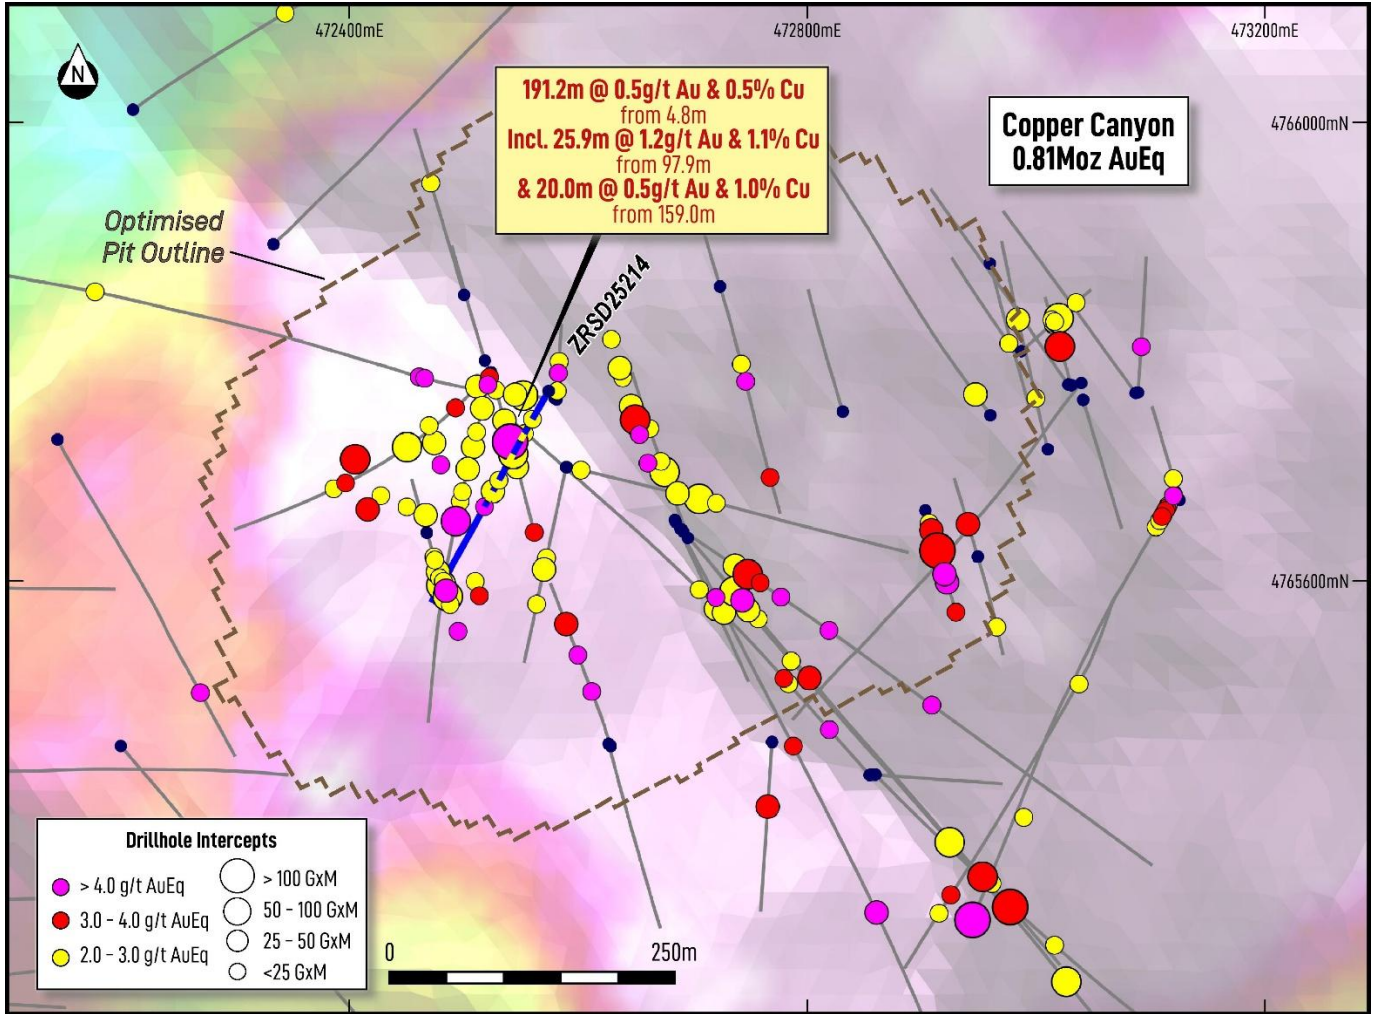 472400mE
472800mE
473200mE
N
191.2m @ 0.5g/t Au & 0.5% Cu
from 4.8m
Incl. 25.9m @ 1.2g/t Au & 1.1% Cu
from 97.9m
& 20.0m @ 0.5g/t Au & 1.0% Cu
from 159.0m
Copper Canyon
0.81Moz AuEq
4766000mN
Optimised
Pit Outline
ZRSD25214
4765600mN
Drillhole Intercepts
> 4.0 g/t AuEq
3.0 - 4.0 g/t AuEq
2.0 - 3.0 g/t AuEq
> 100 GxM
50 - 100 GxM
25 - 50 GxM
<25 GxM
0
250m